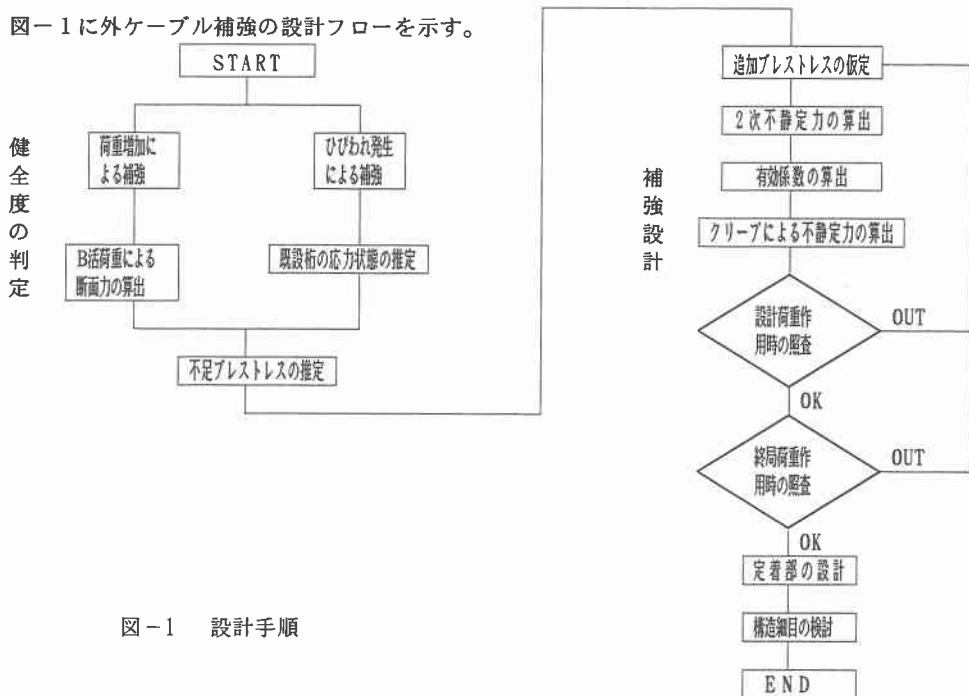 図－1に外ケーブル補強の設計フローを示す。
START
健全度の判定
荷重増加に
よる補強
ひびわれ発生
による補強
B活荷重による
断面力の算出
既設桁の応力状態の推定
不足プレストレスの推定
補強設計
追加プレストレスの仮定
2次不静定力の算出
有効係数の算出
クリープによる不静定力の算出
設計荷重作
用時の照査
OUT
OK
終局荷重作
用時の照査
OUT
OK
定着部の設計
構造細目の検討
END
図－1 設計手順